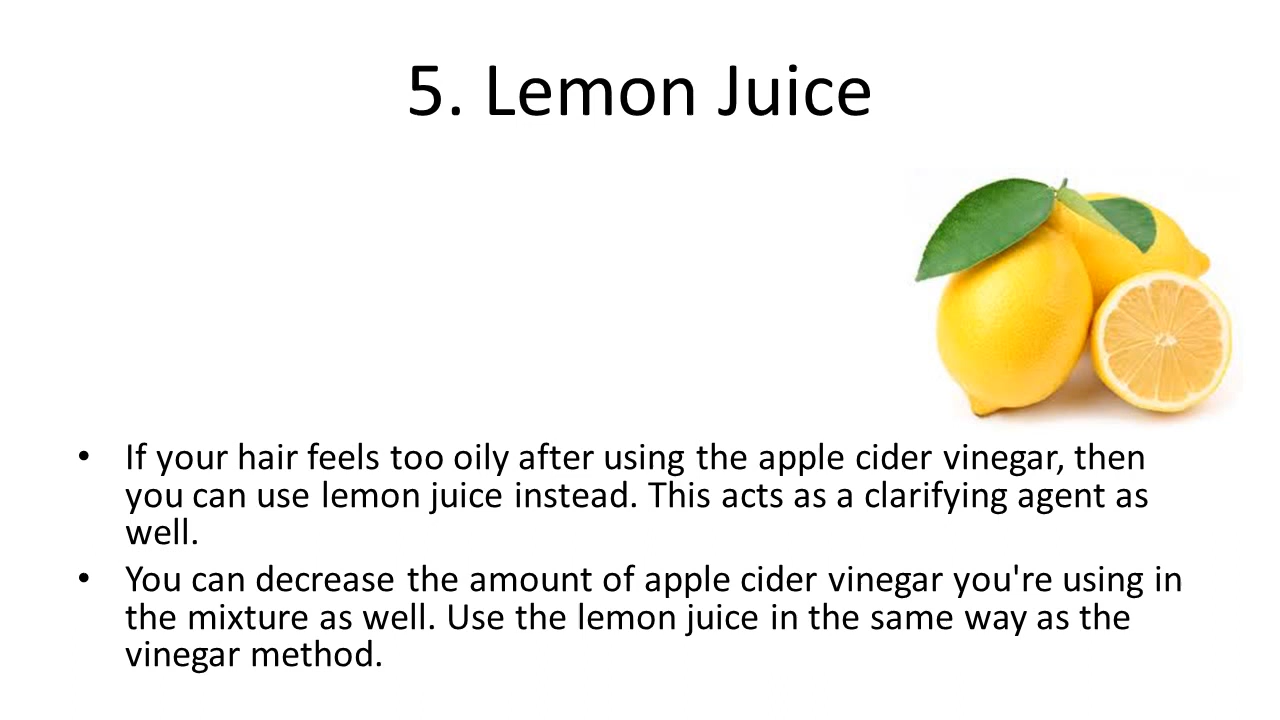 5. Lemon Juice
• If your hair feels too oily after using the apple cider vinegar, then
you can use lemon juice instead. This acts as a clarifying agent as
well.
• You can decrease the amount of apple cider vinegar you're using in
the mixture as well. Use the lemon juice in the same way as the
vinegar method.